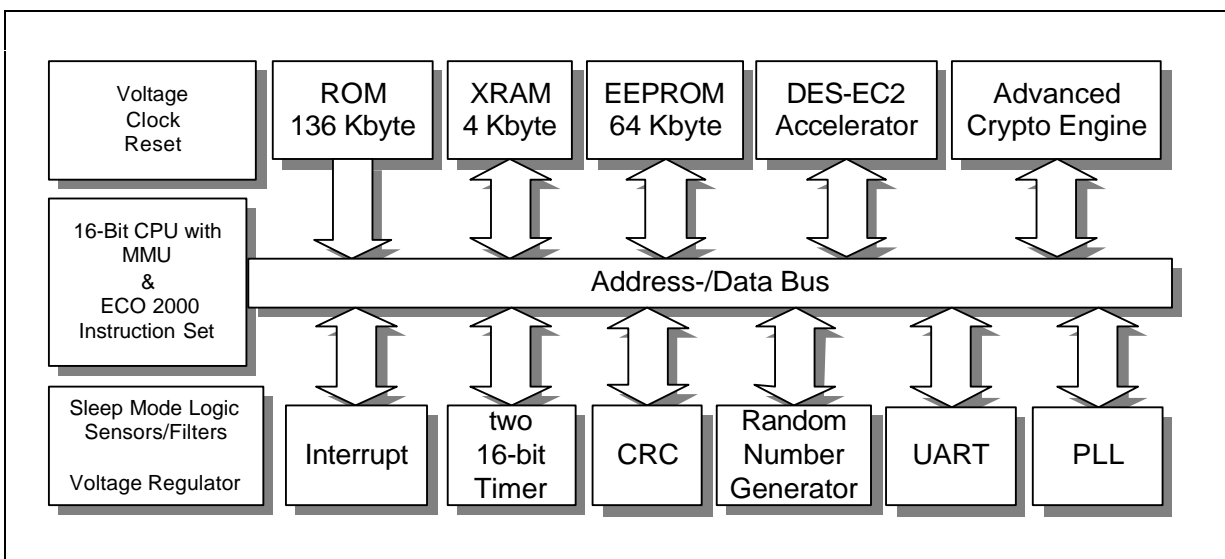 Voltage
Clock
Reset
ROM
136 Kbyte
XRAM
4 Kbyte
EEPROM
64 Kbyte
DES-EC2
Accelerator
Advanced
Crypto Engine
16-Bit CPU with
MMU
&
ECO 2000
Instruction Set
Address-/Data Bus
Sleep Mode Logic
Sensors/Filters
Voltage Regulator
Interrupt
two
16-bit
Timer
CRC
Random
Number
Generator
UART
PLL